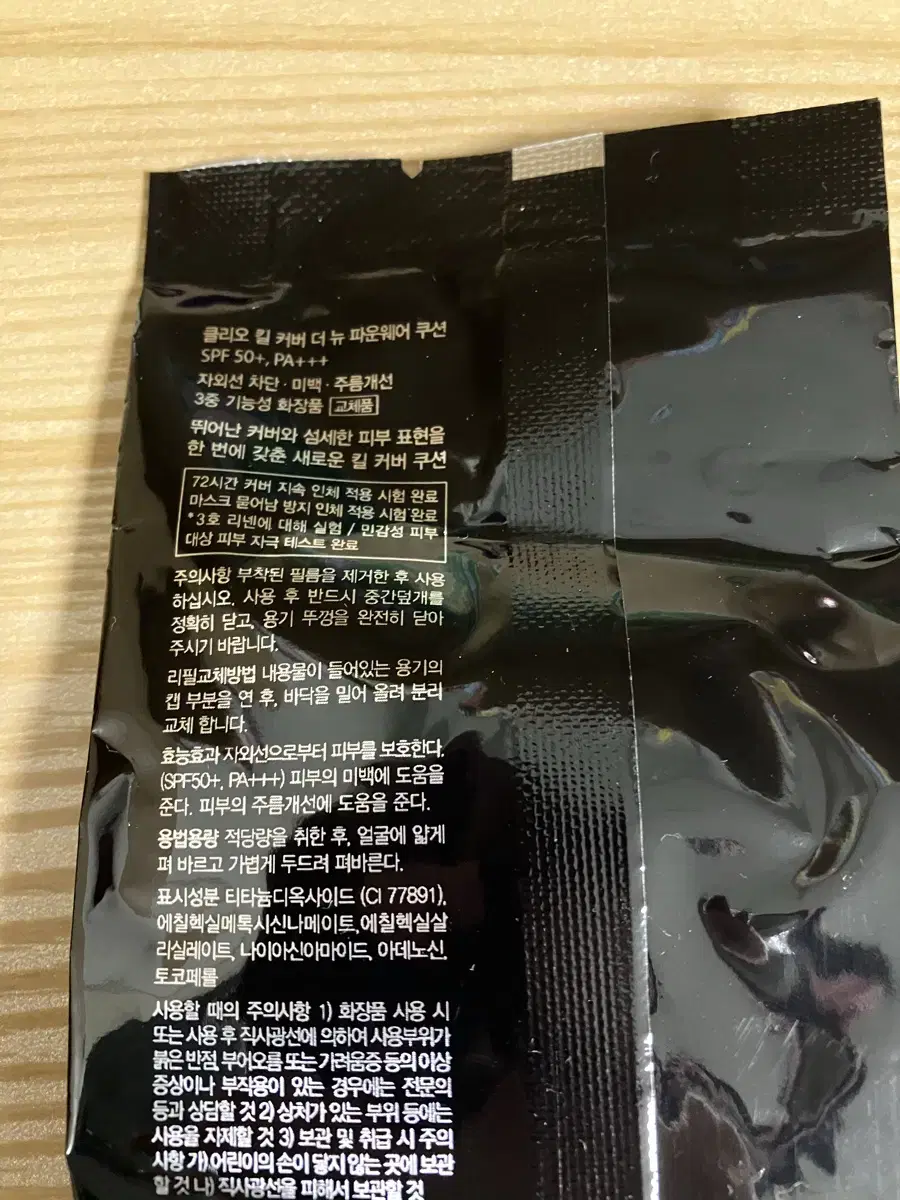 클리오 킬 커버 더 뉴 파운웨어 쿠션
SPF 50+, PA+++
자외선 차단 · 미백 · 주름개선
3중 기능성 화장품 교체품
뛰어난 커버와 섬세한 피부 표현을
한 번에 갖춘 새로운 킬 커버 쿠션
72시간 커버 지속 인체 적용 시험 완료
마스크 묻어남 방지 인체 적용 시험 완료
*3호 리넨에 대해 실험 / 민감성 피부
대상 피부 자극 테스트 완료
주의사항 부착된 필름을 제거한 후 사용
하십시오. 사용 후 반드시 중간덮개를
정확히 닫고, 용기 뚜껑을 완전히 닫아
주시기 바랍니다.
리필교체방법 내용물이 들어있는 용기의
캡 부분을 연 후, 바닥을 밀어 올려 분리
교체 합니다.
효능효과 자외선으로부터 피부를 보호한다.
(SPF50+, PA+++) 피부의 미백에 도움을
준다. 피부의 주름개선에 도움을 준다.
용법용량 적당량을 취한 후, 얼굴에 얇게
펴 바르고 가볍게 두드려 펴바른다.
표시성분 티타늄디옥사이드 (CI 77891),
에칠헥실메톡시신나메이트, 에칠헥실살
리실레이트, 나이아신아마이드, 아데노신,
토코페롤
사용할 때의 주의사항 1) 화장품 사용 시
또는 사용 후 직사광선에 의하여 사용부위가
붉은 반점, 부어오름 또는 가려움증 등의 이상
증상이나 부작용이 있는 경우에는 전문의
등과 상담할 것 2) 상처가 있는 부위 등에는
사용을 자제할 것 3) 보관 및 취급 시 주의
사항 가) 어린이의 손이 닿지 않는 곳에 보관
할 것 나) 직사광선을 피해서 보관할 것